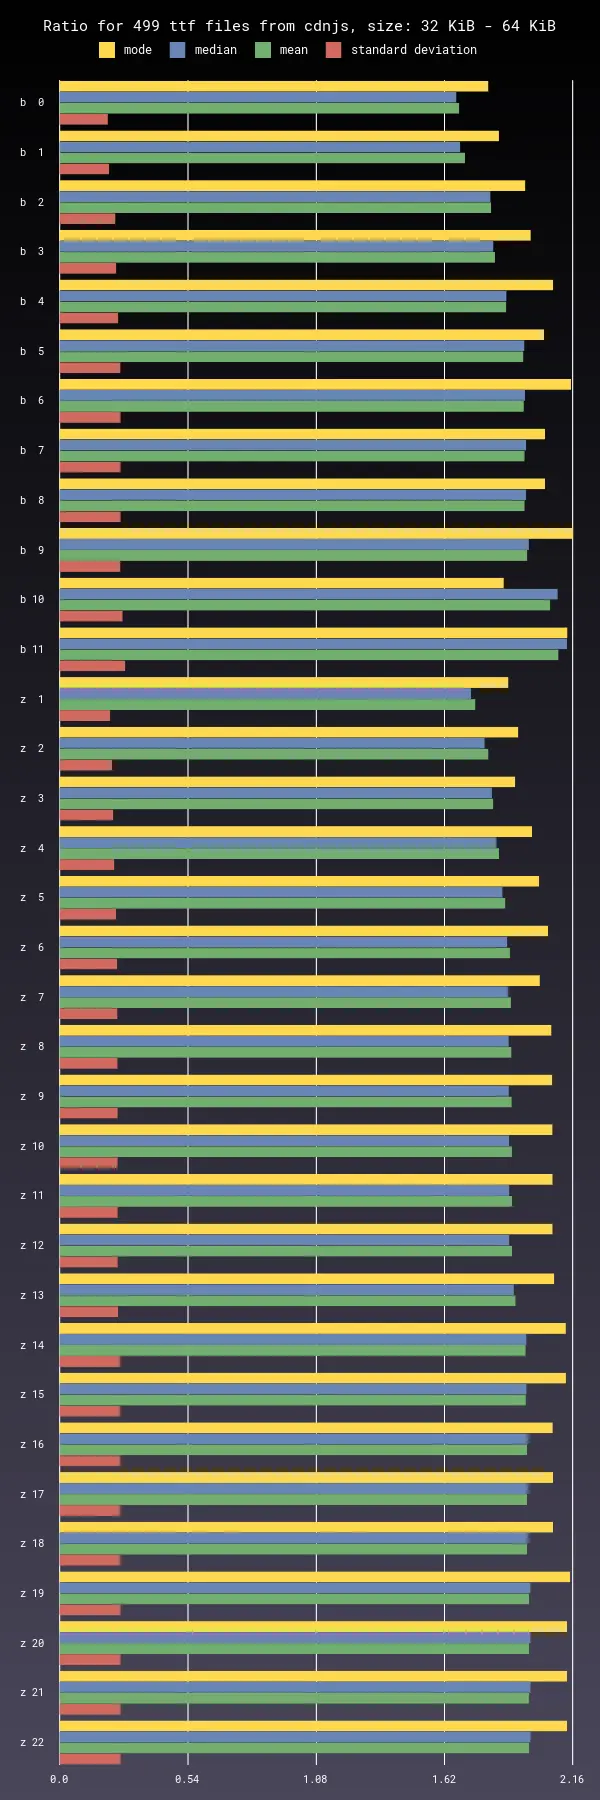 Ratio for 499 ttf files from cdnjs, size: 32 KiB - 64 KiB
mode median mean standard deviation
b 0
b 1
b 2
b 3
b 4
b 5
b 6
b 7
b 8
b 9
b 10
b 11
z 1
z 2
z 3
z 4
z 5
z 6
z 7
z 8
z 9
z 10
z 11
z 12
z 13
z 14
z 15
z 16
z 17
z 18
z 19
z 20
z 21
z 22
0.0 0.54 1.08 1.62 2.16